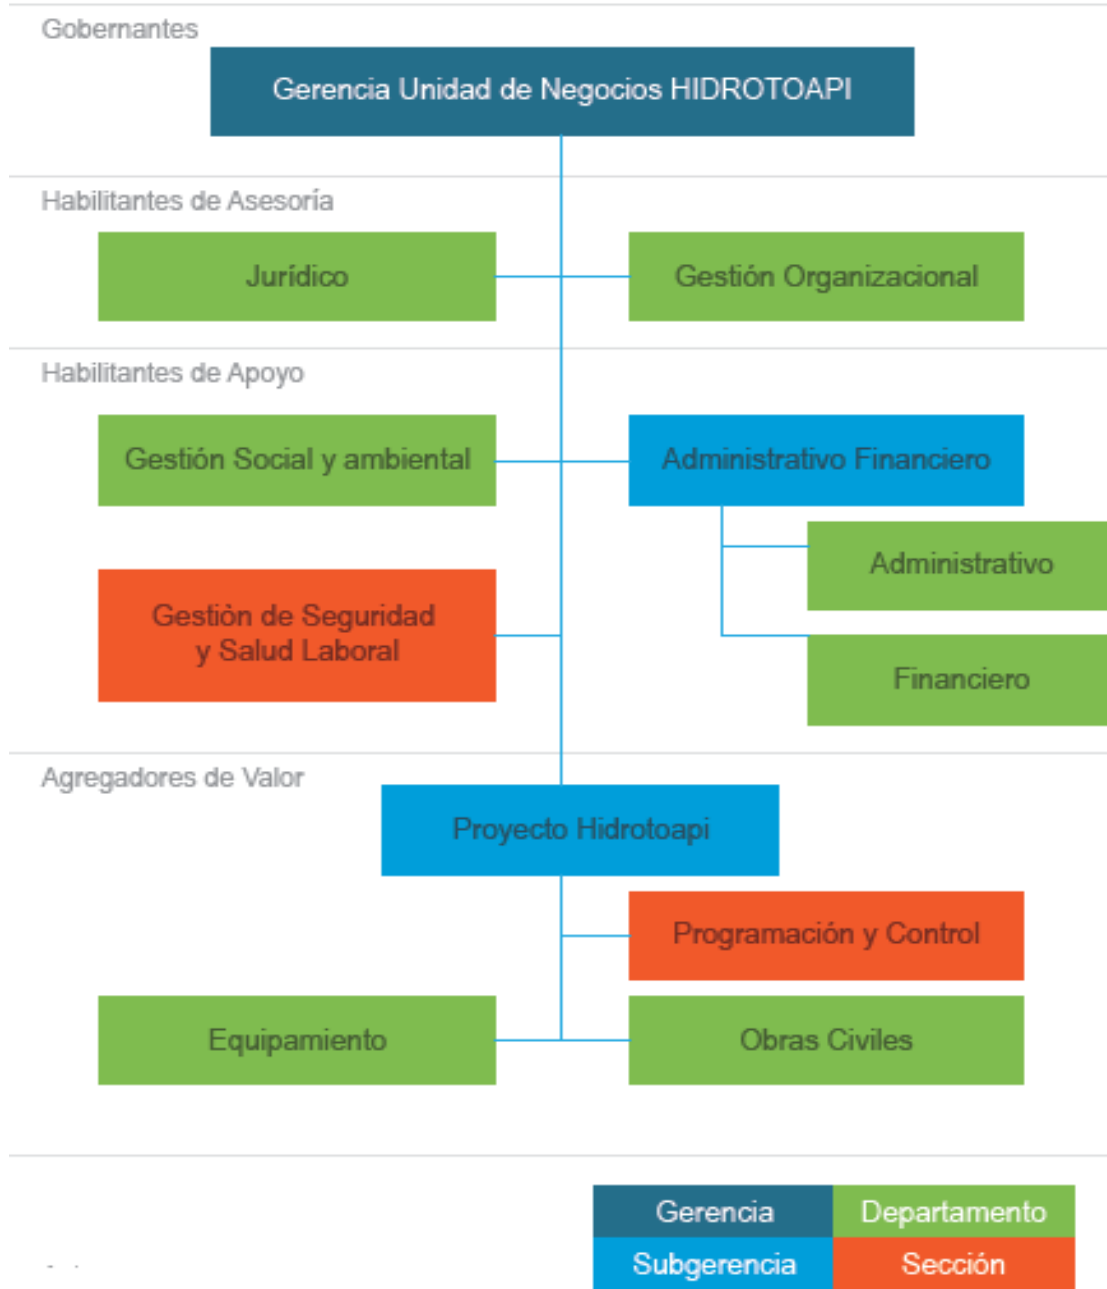 Gobernantes
Gerencia Unidad de Negocios HIDROTOAPI
Habilitantes de Asesoría
Jurídico
Gestión Organizacional
Habilitantes de Apoyo
Gestión Social y ambiental
Administrativo Financiero
Administrativo
Gestiòn de Seguridad
y Salud Laboral
Financiero
Agregadores de Valor
Proyecto Hidrotoapi
Programación y Control
Equipamiento
Obras Civiles
Gerencia
Departamento
Subgerencia
Sección